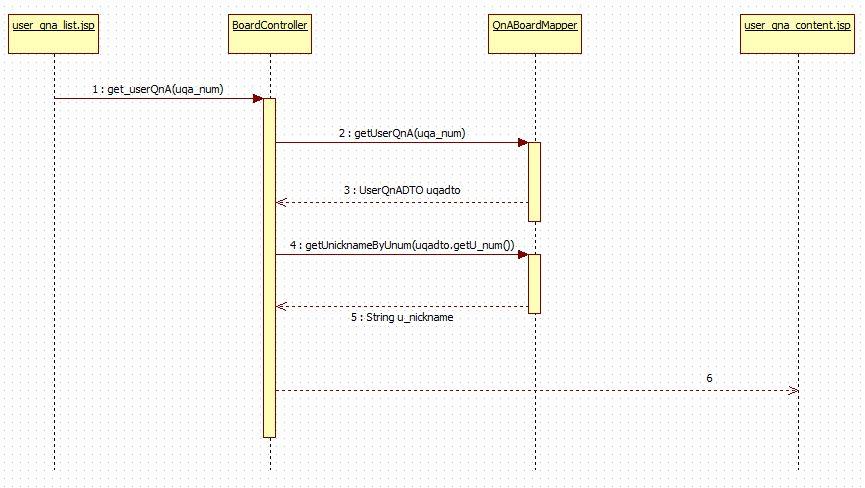 user_qna_list.jsp
BoardController
QnABoardMapper
user_qna_content.jsp
1 : get_userQnA(uqa_num)
2 : getUserQnA(uqa_num)
3 : UserQnADTO uqadto
4 : getUnicknameByUnum(uqadto.getU_num())
5 : String u_nickname
6